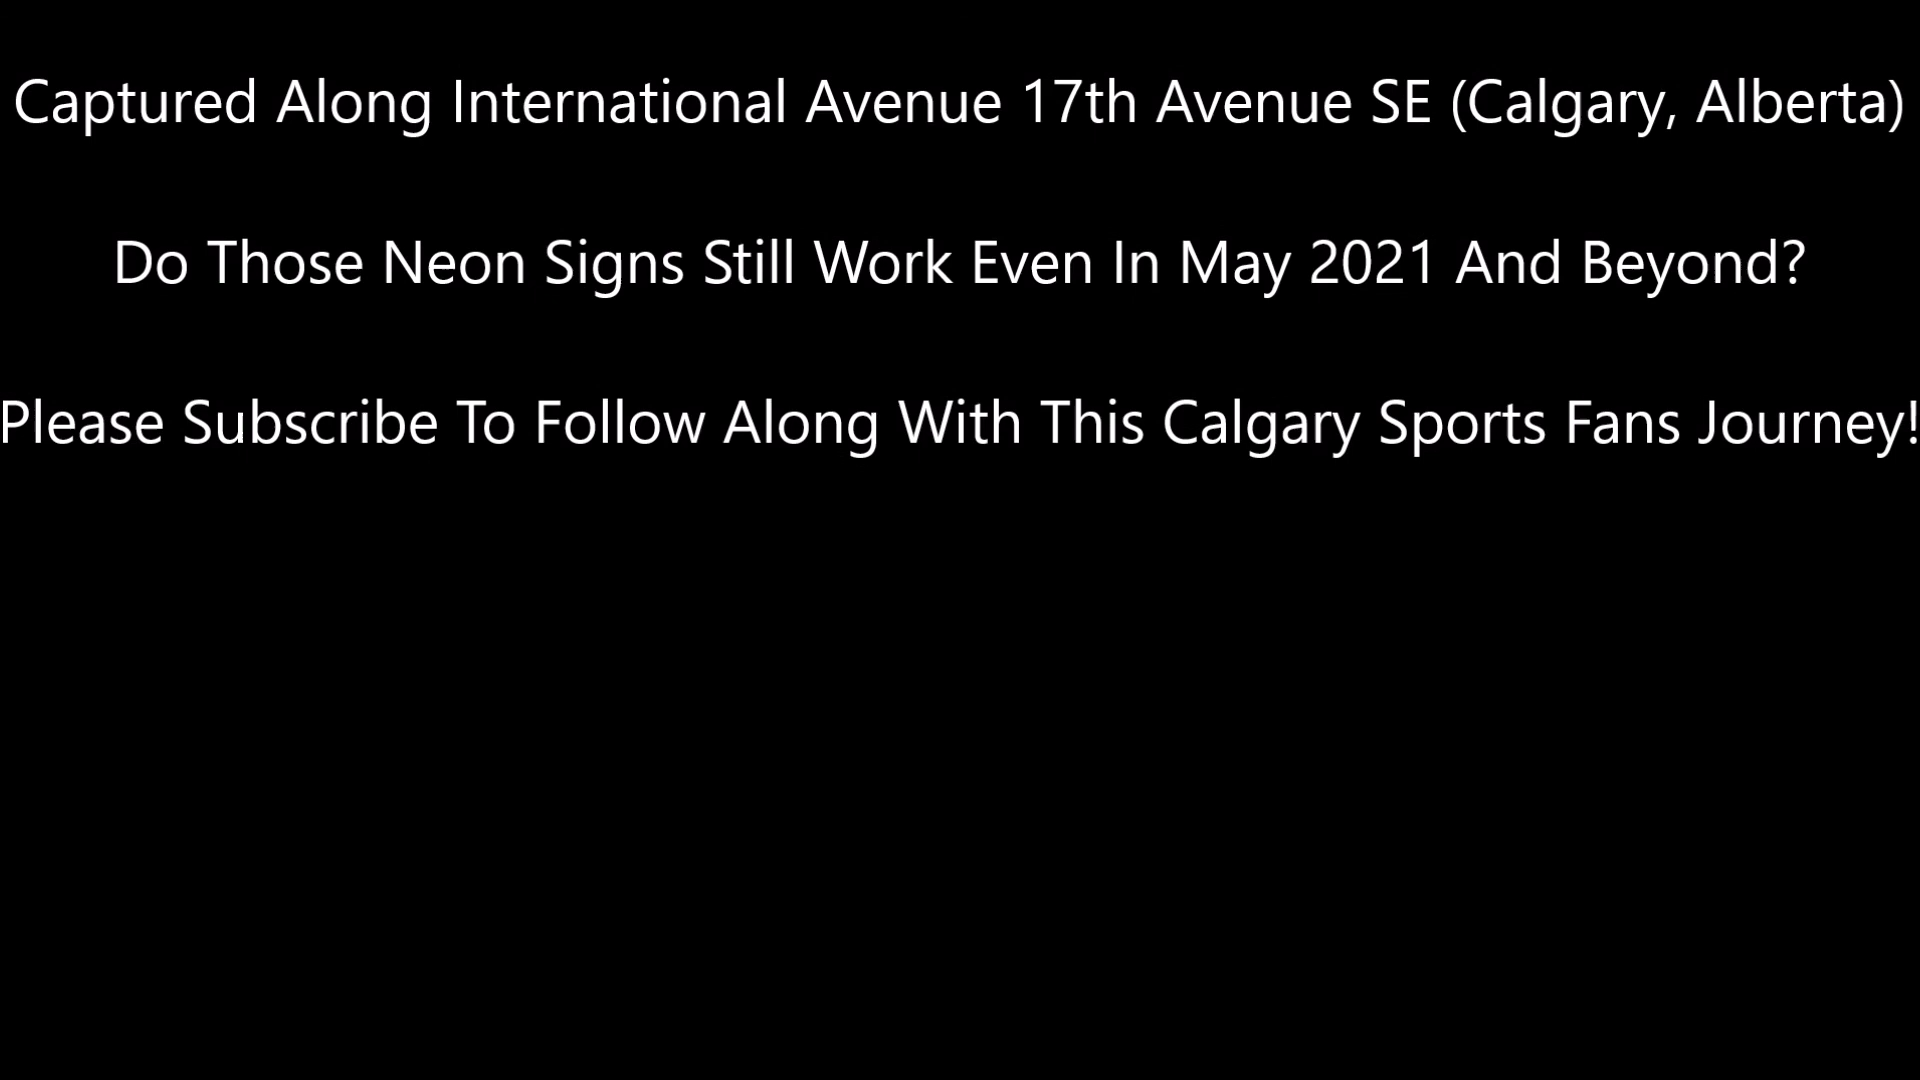 Captured Along International Avenue 17th Avenue SE (Calgary, Alberta)
Do Those Neon Signs Still Work Even In May 2021 And Beyond?
Please Subscribe To Follow Along With This Calgary Sports Fans Journey!